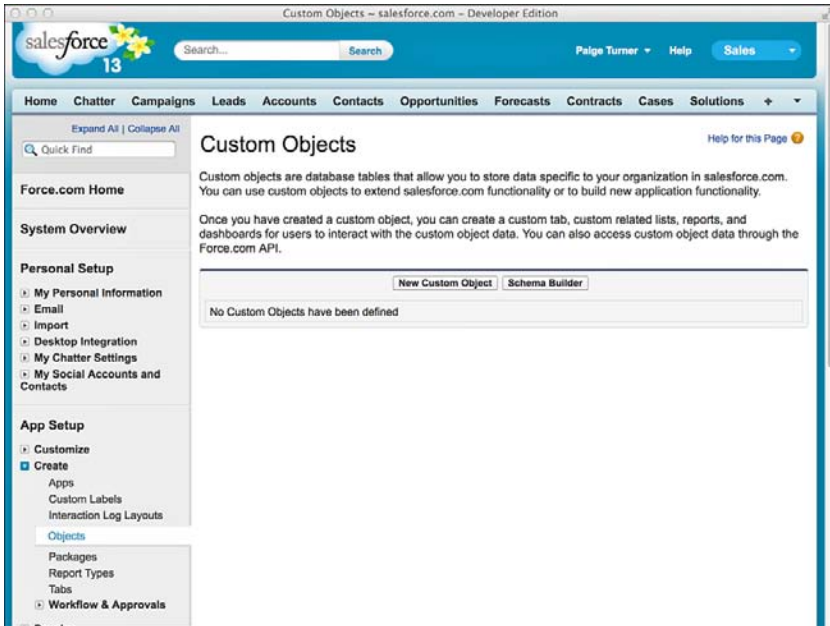 Custom Objects ~ salesforce.com - Developer Edition
salesforce
13
Search...
Search
Paige Turner
Help
Sales
Home Chatter Campaigns Leads Accounts Contacts Opportunities Forecasts Contracts Cases Solutions +
Expand All | Collapse All
Quick Find
Force.com Home
System Overview
Personal Setup
My Personal Information
Email
Import
Desktop Integration
My Chatter Settings
My Social Accounts and
Contacts
App Setup
Customize
Create
Apps
Custom Labels
Interaction Log Layouts
Objects
Packages
Report Types
Tabs
Workflow & Approvals
Custom Objects
Help for this Page ?
Custom objects are database tables that allow you to store data specific to your organization in salesforce.com.
You can use custom objects to extend salesforce.com functionality or to build new application functionality.
Once you have created a custom object, you can create a custom tab, custom related lists, reports, and
dashboards for users to interact with the custom object data. You can also access custom object data through the
Force.com API.
New Custom Object
Schema Builder
No Custom Objects have been defined